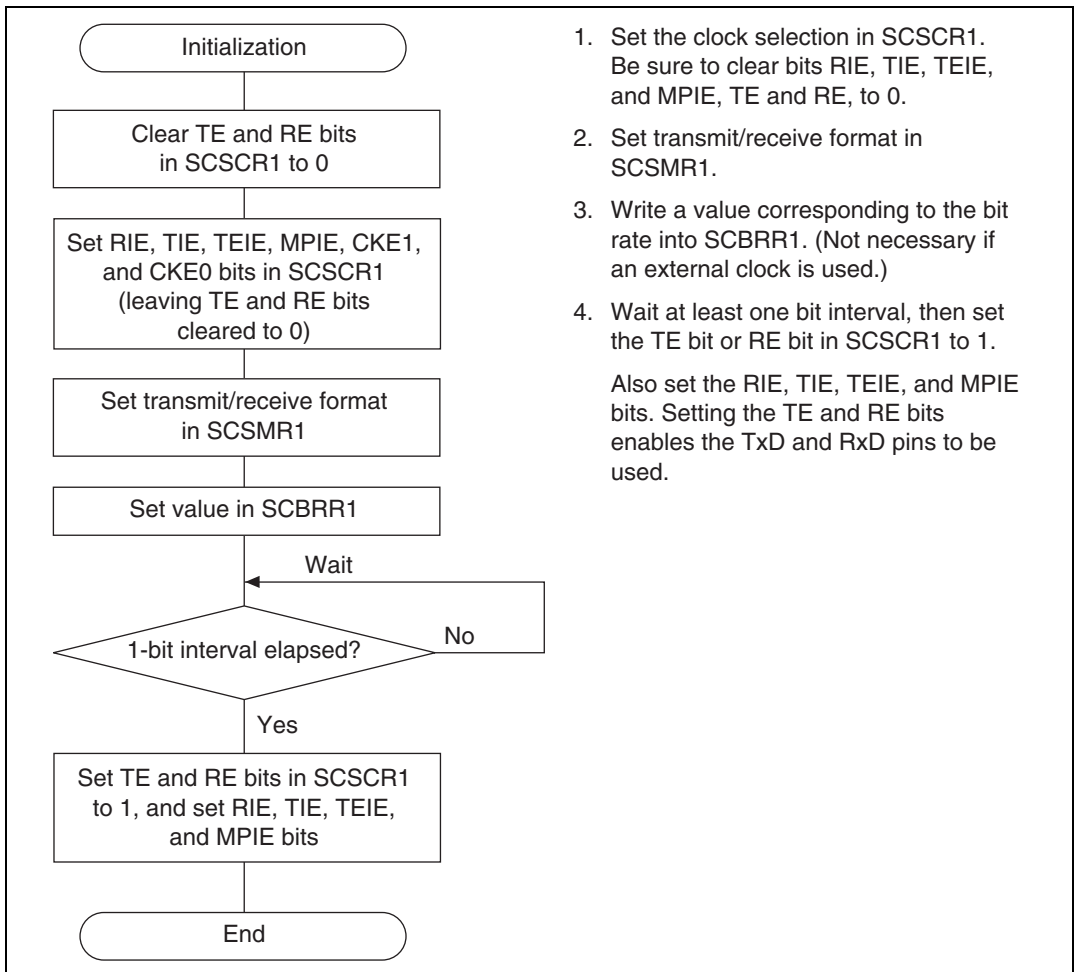 Initialization
Clear TE and RE bits
in SCSCR1 to 0
Set RIE, TIE, TEIE, MPIE, CKE1,
and CKE0 bits in SCSCR1
(leaving TE and RE bits
cleared to 0)
Set transmit/receive format
in SCSMR1
Set value in SCBRR1
Wait
1-bit interval elapsed?
No
Yes
Set TE and RE bits in SCSCR1
to 1, and set RIE, TIE, TEIE,
and MPIE bits
End
1. Set the clock selection in SCSCR1.
Be sure to clear bits RIE, TIE, TEIE,
and MPIE, TE and RE, to 0.
2. Set transmit/receive format in
SCSMR1.
3. Write a value corresponding to the bit
rate into SCBRR1. (Not necessary if
an external clock is used.)
4. Wait at least one bit interval, then set
the TE bit or RE bit in SCSCR1 to 1.
Also set the RIE, TIE, TEIE, and MPIE
bits. Setting the TE and RE bits
enables the TxD and RxD pins to be
used.